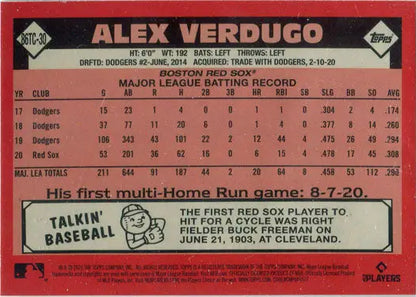 86TC-30
ALEX VERDUGO
topps
HT: 6'0" WT: 192 BATS: LEFT THROWS: LEFT
DRFTD: DODGERS #2-JUNE, 2014 ACQUIRED: TRADE WITH DODGERS, 2-10-20
BOSTON RED SOX®
MAJOR LEAGUE BATTING RECORD
YR CLUB G AB R H 2B 3B HR RBI SB SLG BB SO AVG
17 Dodgers 15 23 1 4 0 0 1 1 0 .304 2 4 .174
18 Dodgers 37 77 11 20 6 0 1 4 0 .377 8 14 .260
19 Dodgers 106 343 43 101 22 2 12 44 4 .475 26 49 .294
20 Red Sox 53 201 36 62 16 0 6 15 4 .478 17 45 .308
MAJ. LEA TOTALS 211 644 91 187 44 2 20 64 8 .458 53 112 .290
His first multi-Home Run game: 8-7-20.
TALKIN'
BASEBALL
THE FIRST RED SOX PLAYER TO
HIT FOR A CYCLE WAS RIGHT
FIELDER BUCK FREEMAN ON
JUNE 21, 1903, AT CLEVELAND.
PLAYERS